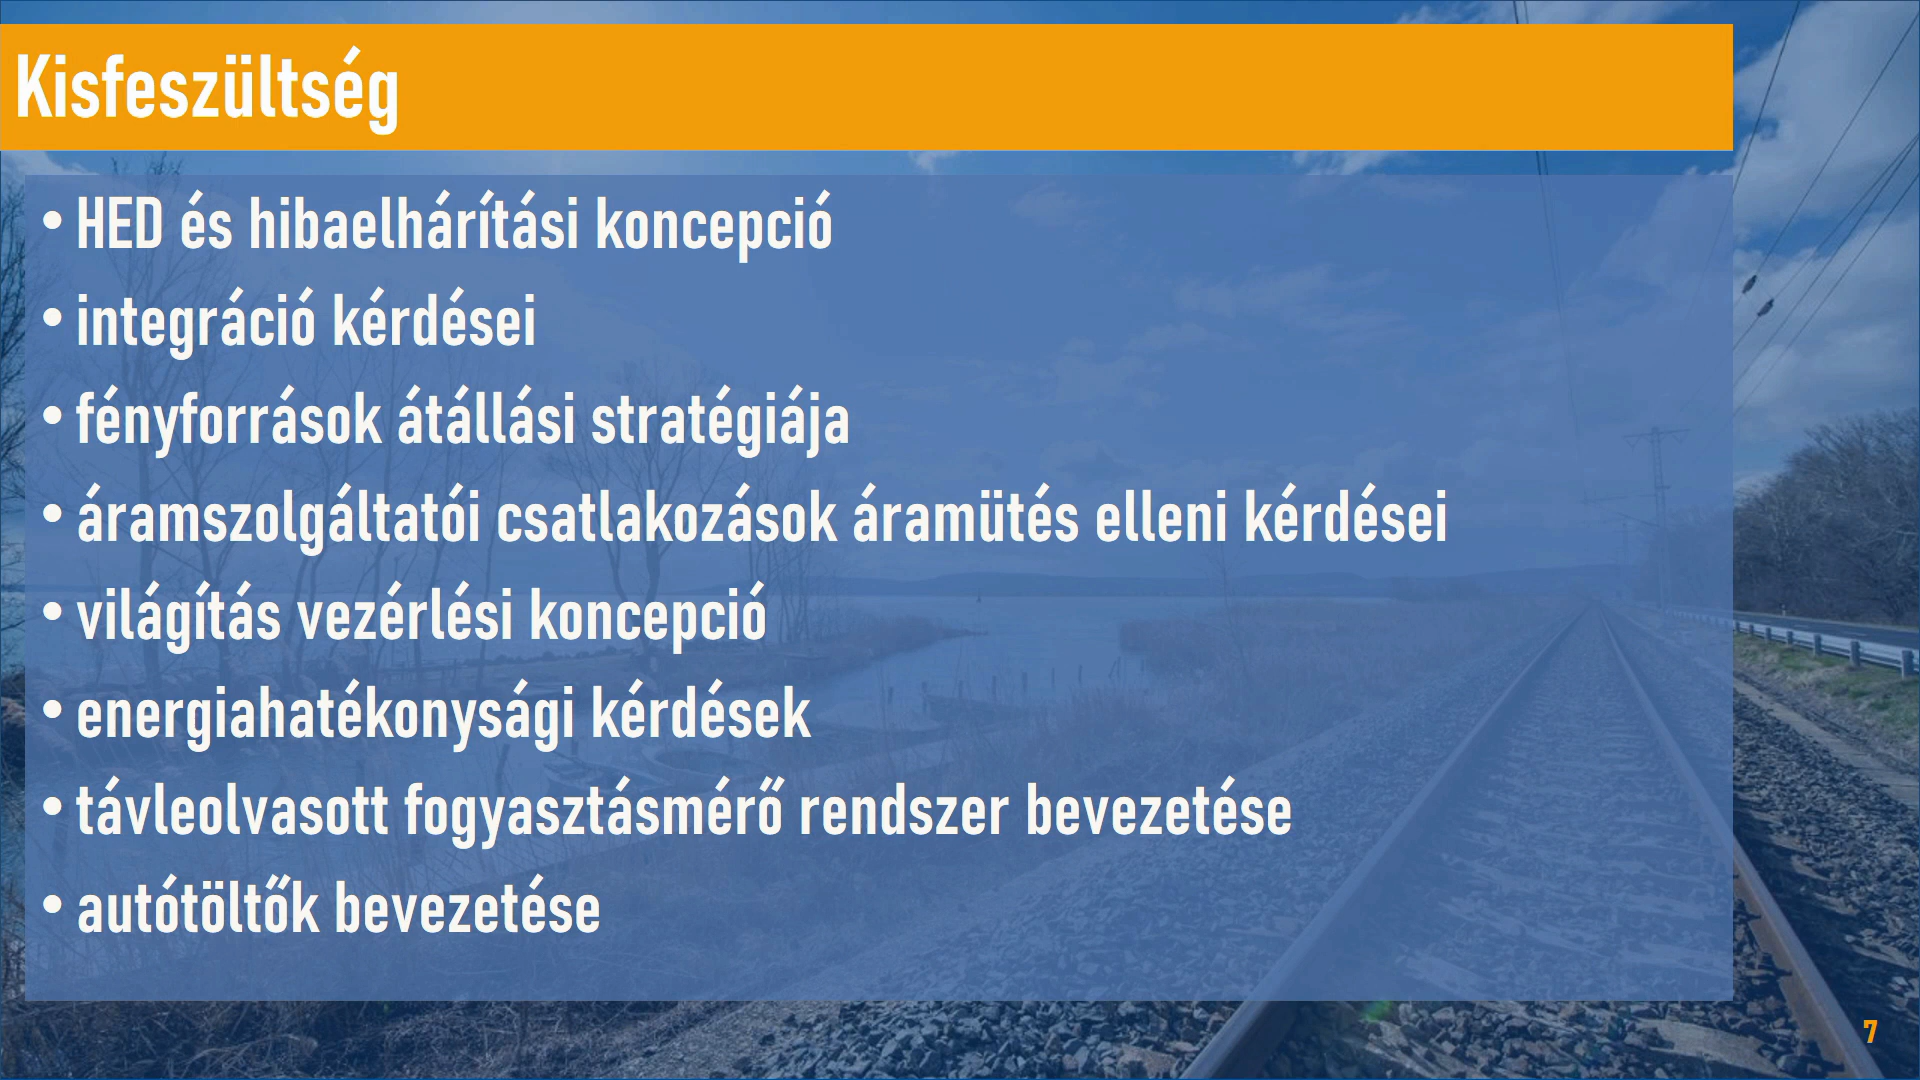 Kisfeszültség
• HED és hibaelhárítási koncepció
• integráció kérdései
• fényforrások átállási stratégiája
• áramszolgáltatói csatlakozások áramütés elleni kérdései
• világítás vezérlési koncepció
• energiahatékonysági kérdések
• távleolvasott fogyasztásmérő rendszer bevezetése
• autótöltők bevezetése
7